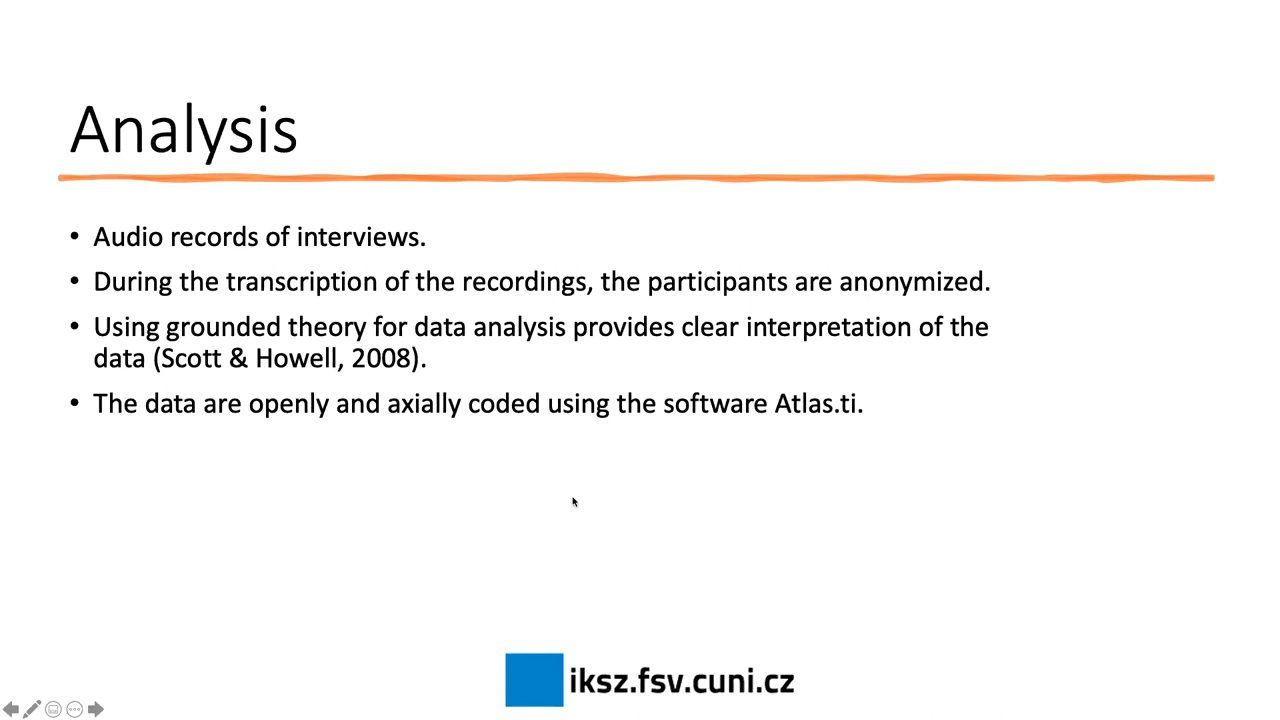 Analysis
• Audio records of interviews.
• During the transcription of the recordings, the participants are anonymized.
• Using grounded theory for data analysis provides clear interpretation of the
data (Scott & Howell, 2008).
• The data are openly and axially coded using the software Atlas.ti.
iksz.fsv.cuni.cz